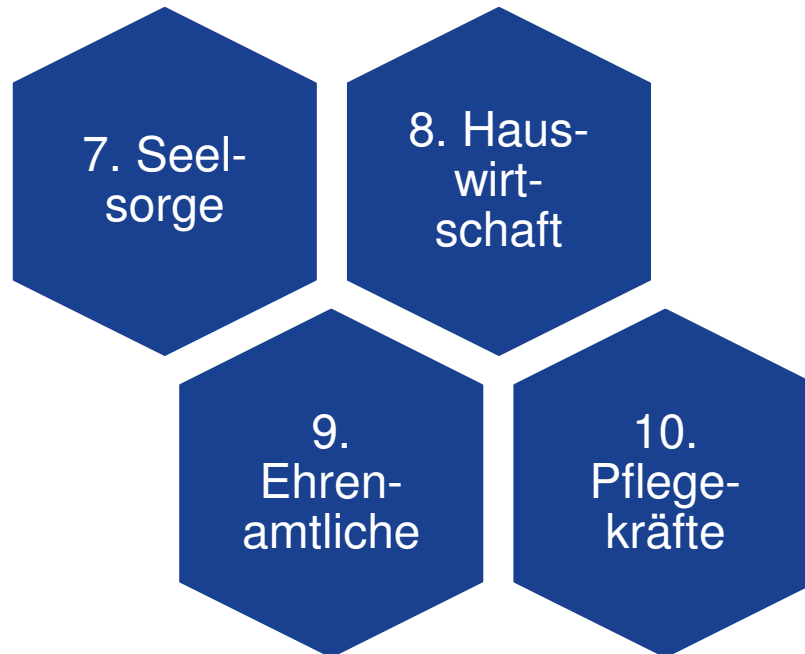 7. Seel-
sorge
8. Haus-
wirt-
schaft
9.
Ehren-
amtliche
10.
Pflege-
kräfte